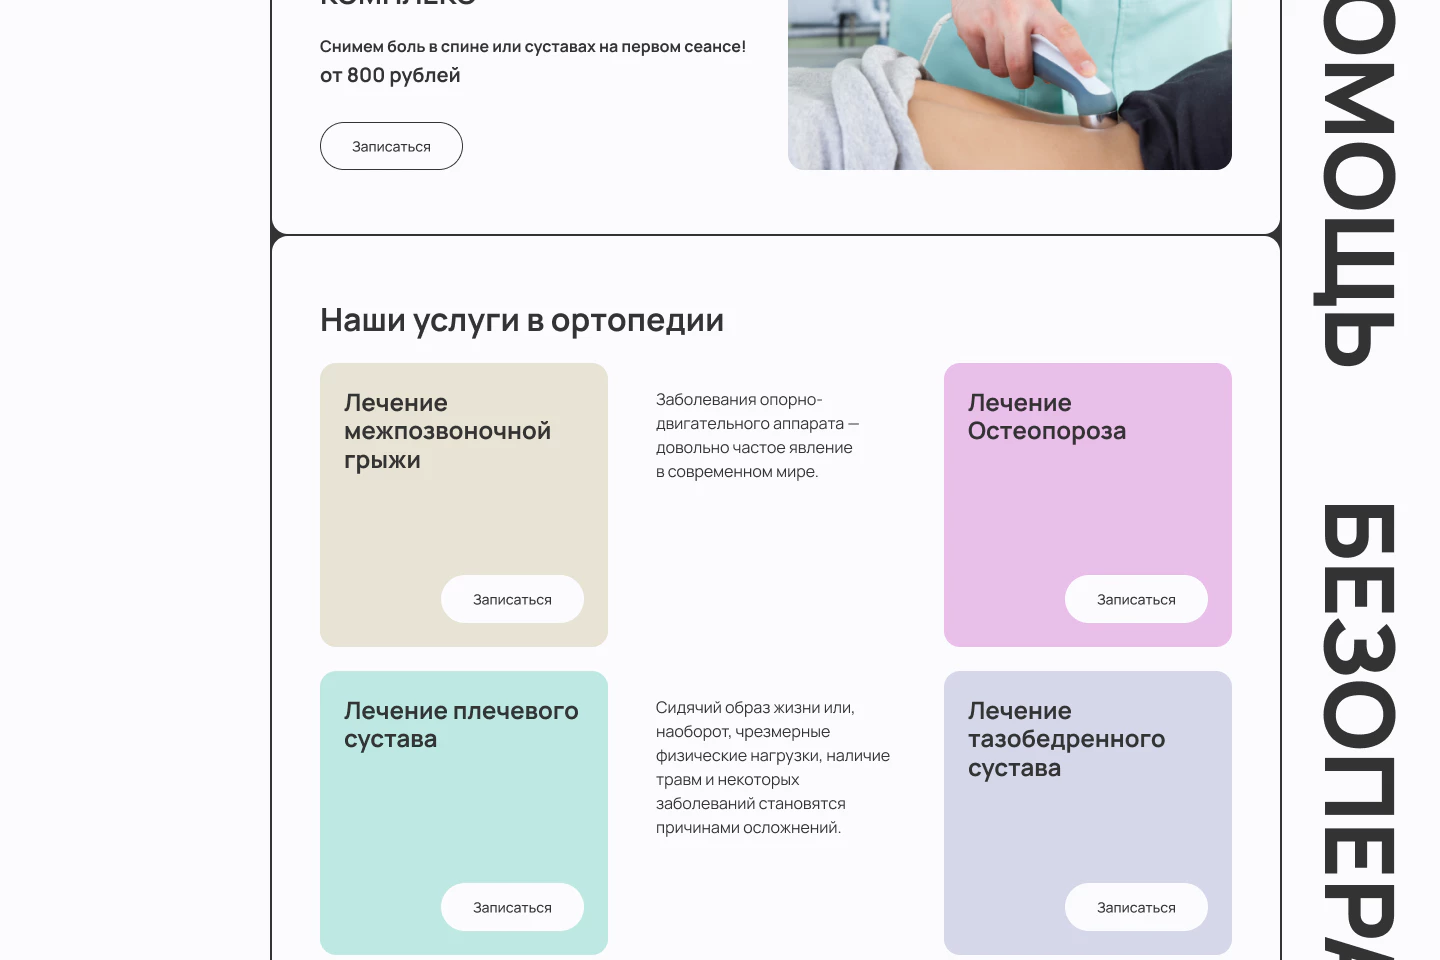 КОМПЛЕКС
Снимем боль в спине или суставах на первом сеансе!
от 800 рублей
Записаться
Наши услуги в ортопедии
Лечение
межпозвоночной
грыжи
Записаться
Заболевания опорно-
двигательного аппарата —
довольно частое явление
в современном мире.
Лечение
Остеопороза
Записаться
Лечение плечевого
сустава
Записаться
Сидячий образ жизни или,
наоборот, чрезмерные
физические нагрузки, наличие
травм и некоторых
заболеваний становятся
причинами осложнений.
Лечение
тазобедренного
сустава
Записаться
ОМОЩЬ БЕЗОПЕРА